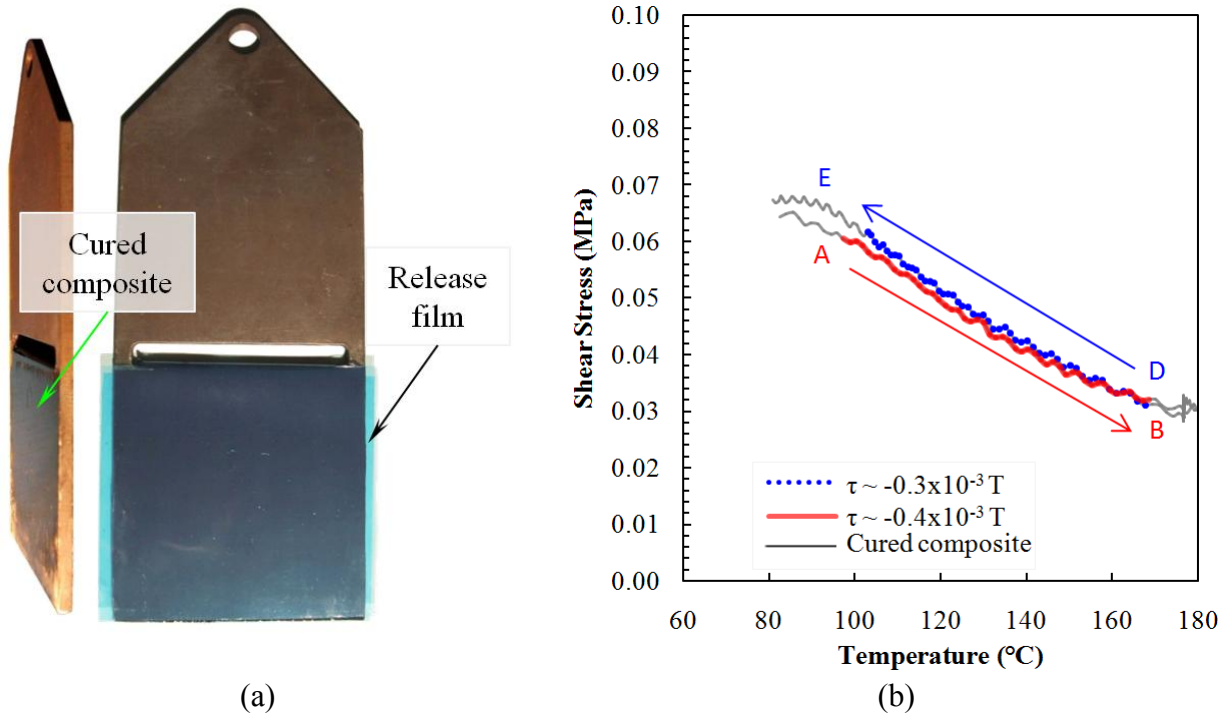 Cured
composite
Release
film
(a)
Shear Stress (MPa)
0.10
0.09
0.08
0.07
0.06
0.05
0.04
0.03
0.02
0.01
0.00
E
A
D
B
τ ~ -0.3x10⁻³ T
τ ~ -0.4x10⁻³ T
Cured composite
60 80 100 120 140 160 180
Temperature (°C)
(b)